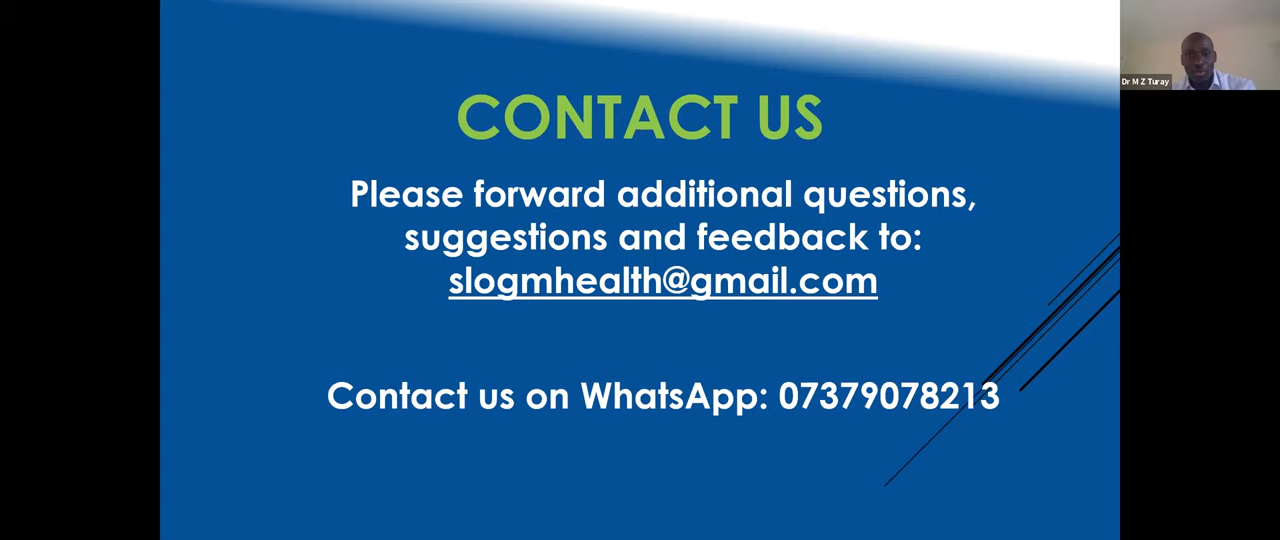 CONTACT US
Please forward additional questions,
suggestions and feedback to:
slogmhealth@gmail.com
Contact us on WhatsApp: 07379078213
Dr M Z Turay